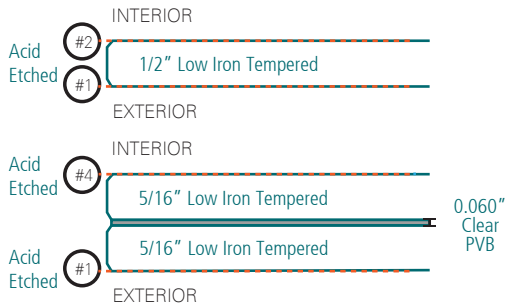 INTERIOR
Acid
Etched
#2
1/2" Low Iron Tempered
#1
EXTERIOR
INTERIOR
Acid
Etched
#4
5/16" Low Iron Tempered
0.060"
Clear
PVB
5/16" Low Iron Tempered
Acid
Etched
#1
EXTERIOR